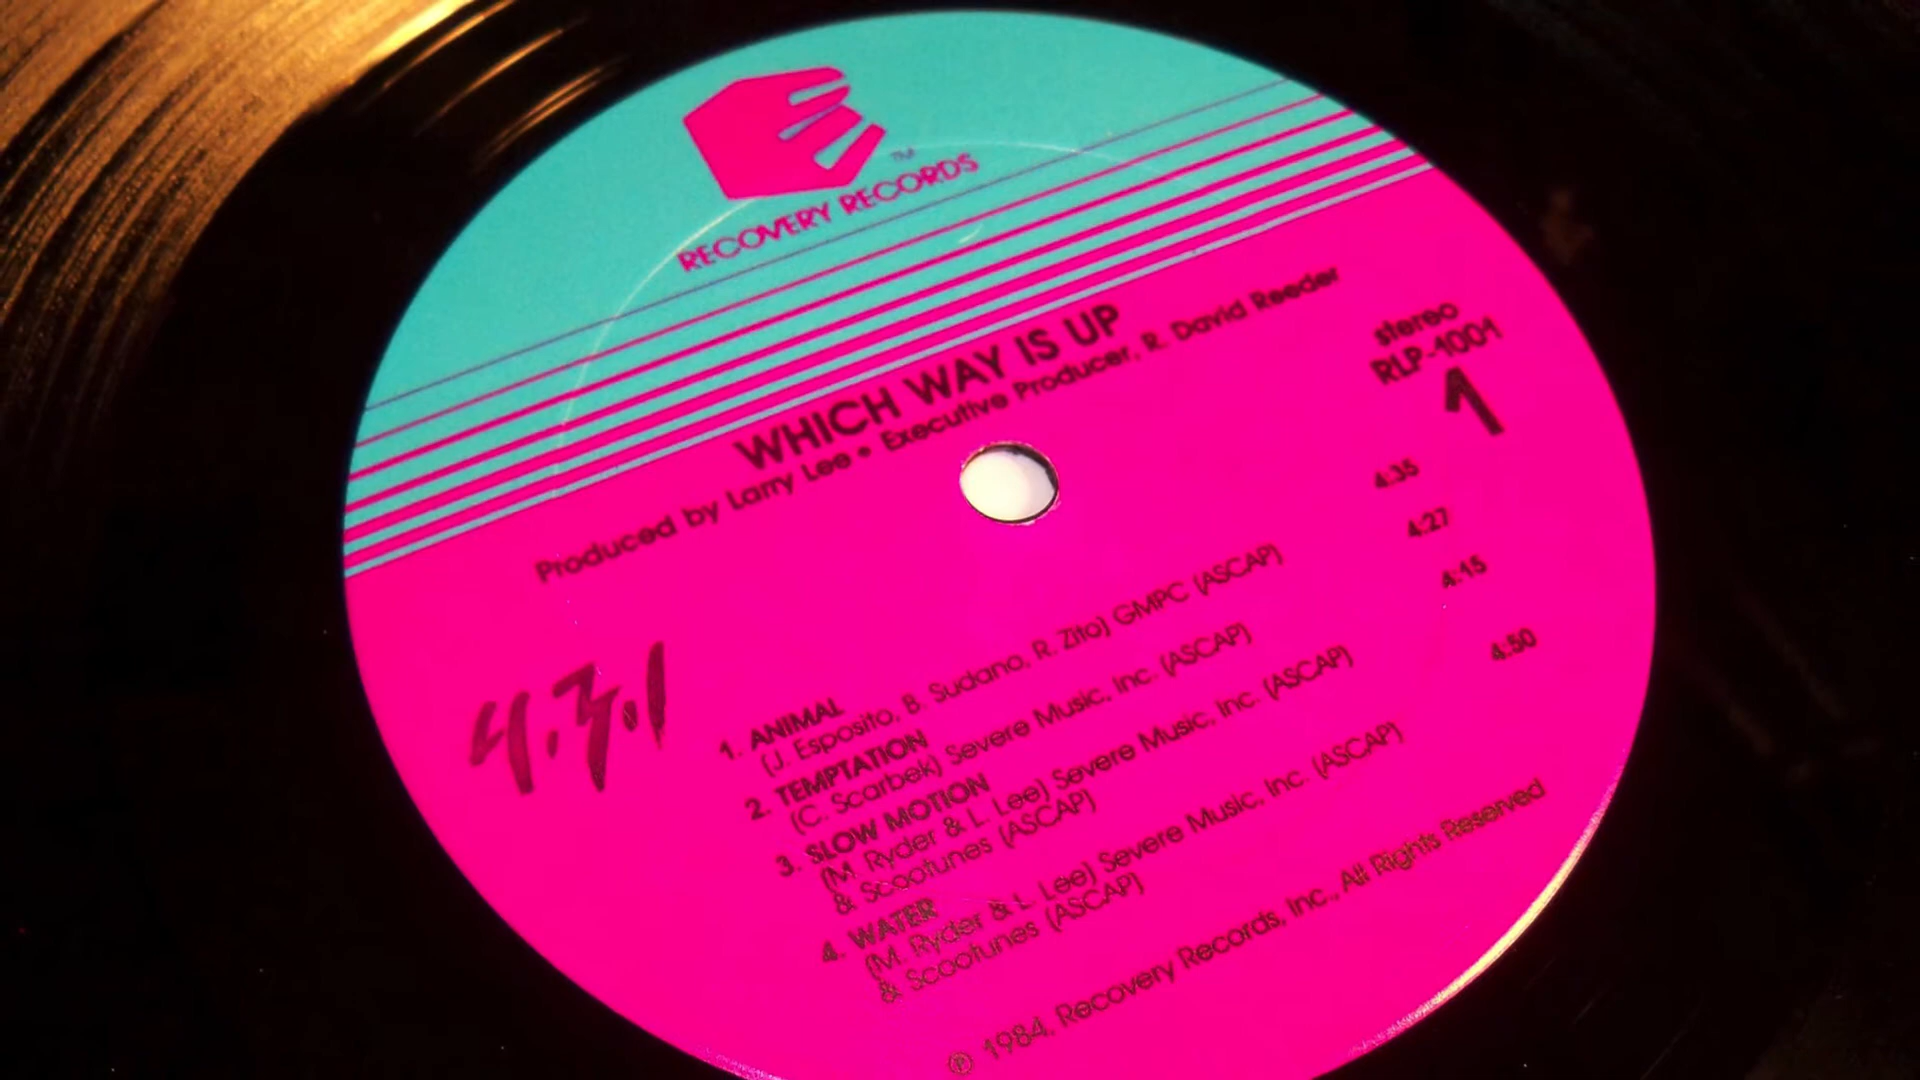 TM
RECOVERY RECORDS
WHICH WAY IS UP
Produced by Larry Lee • Executive Producer, R. David Reeder
stereo
RLP-1001
1
1. ANIMAL 4:35
(J. Esposito, B. Sudano, R. Zito) GMPC (ASCAP)
2. TEMPTATION 4:27
(C. Scarbek) Severe Music, Inc. (ASCAP)
3. SLOW MOTION 4:15
(M. Ryder & L. Lee) Severe Music, Inc. (ASCAP)
& Scootunes (ASCAP)
4. WATER 4:50
(M. Ryder & L. Lee) Severe Music, Inc. (ASCAP)
& Scootunes (ASCAP)
℗ 1984, Recovery Records, Inc., All Rights Reserved